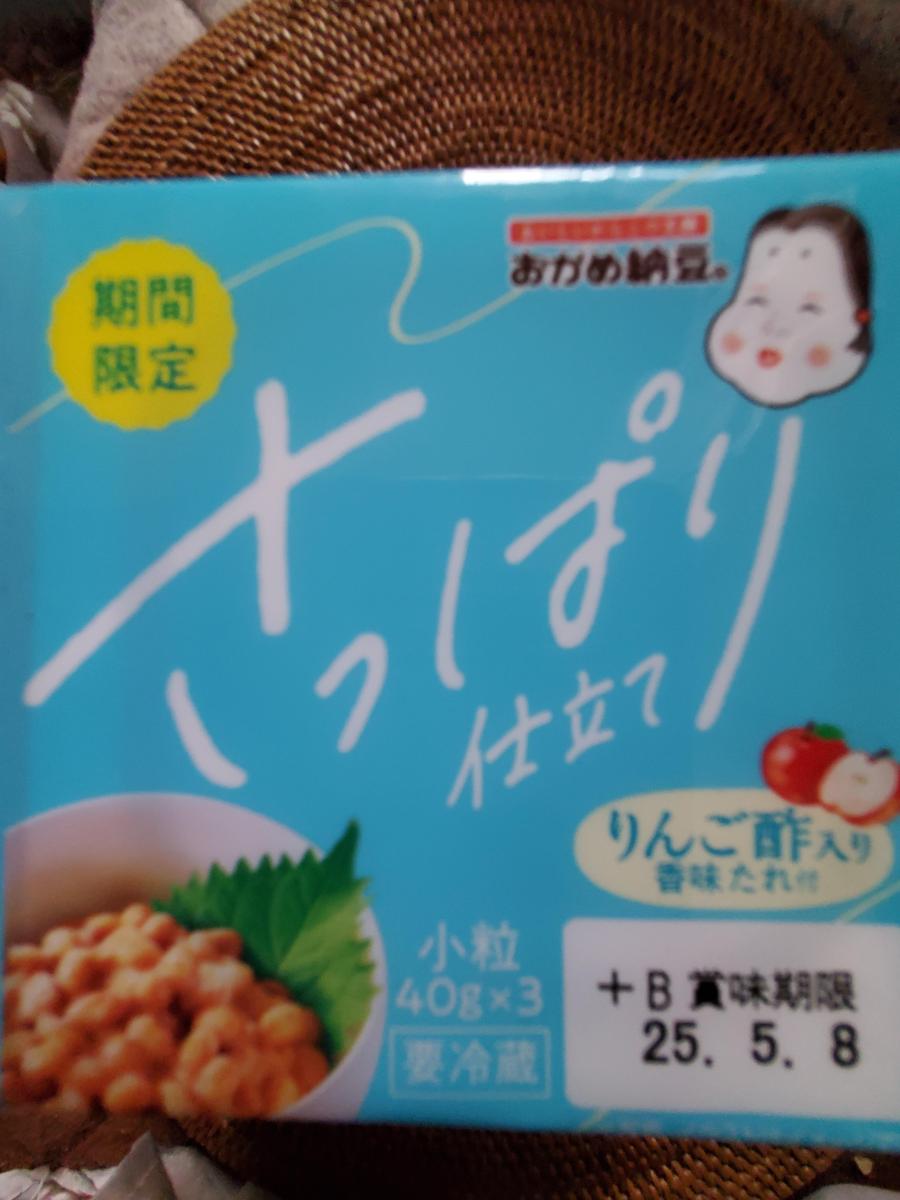 期間
限定
おかめ納豆®
さっぱり
仕立て
りんご酢入り
香味たれ付
小粒
40g×3
要冷蔵
+B 賞味期限
25. 5. 8